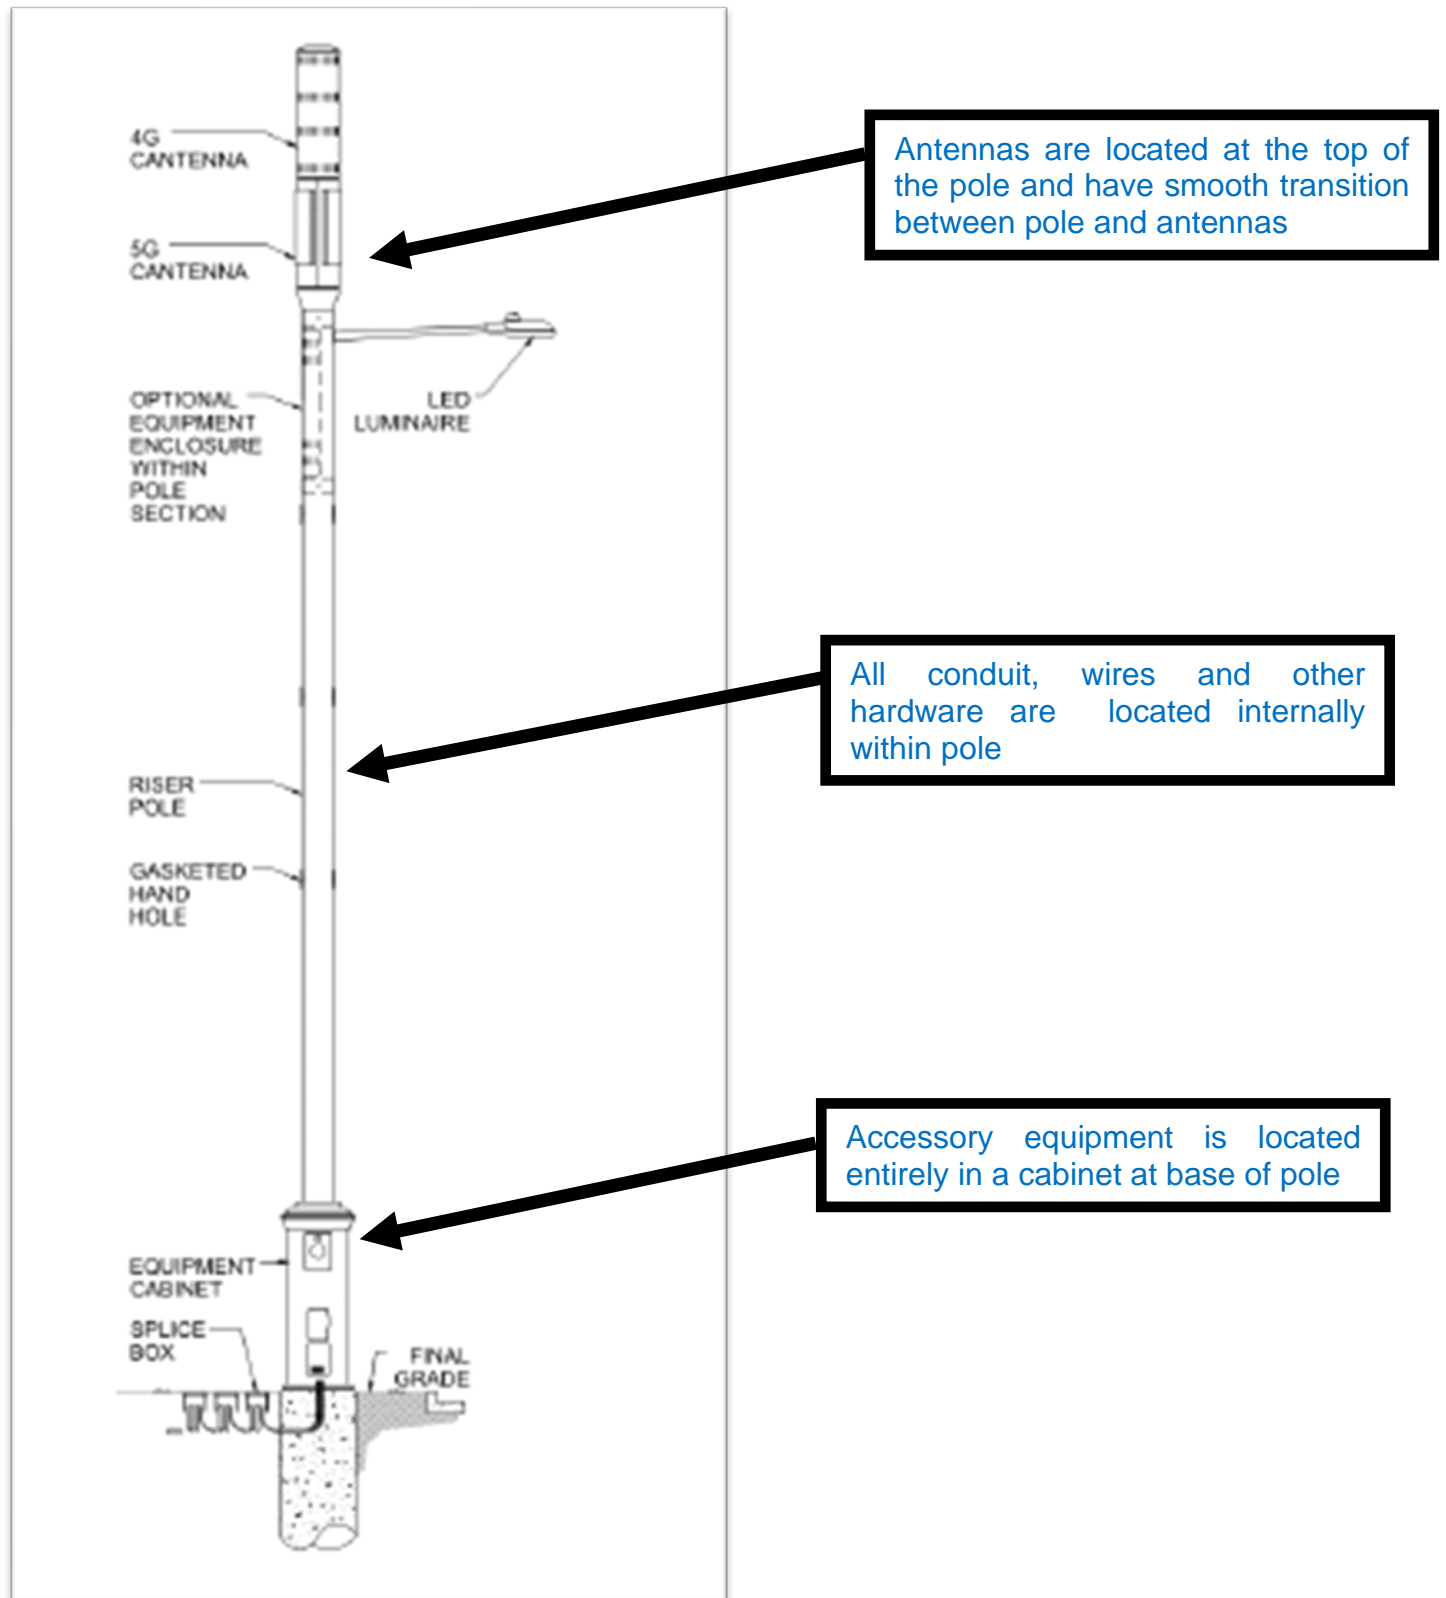 4G
CANTENNA
Antennas are located at the top of
the pole and have smooth transition
between pole and antennas
5G
CANTENNA
OPTIONAL
EQUIPMENT
ENCLOSURE
WITHIN
POLE
SECTION
LED
LUMINAIRE
All conduit, wires and other
hardware are located internally
within pole
RISER
POLE
GASKETED
HAND
HOLE
Accessory equipment is located
entirely in a cabinet at base of pole
EQUIPMENT
CABINET
SPLICE
BOX
FINAL
GRADE